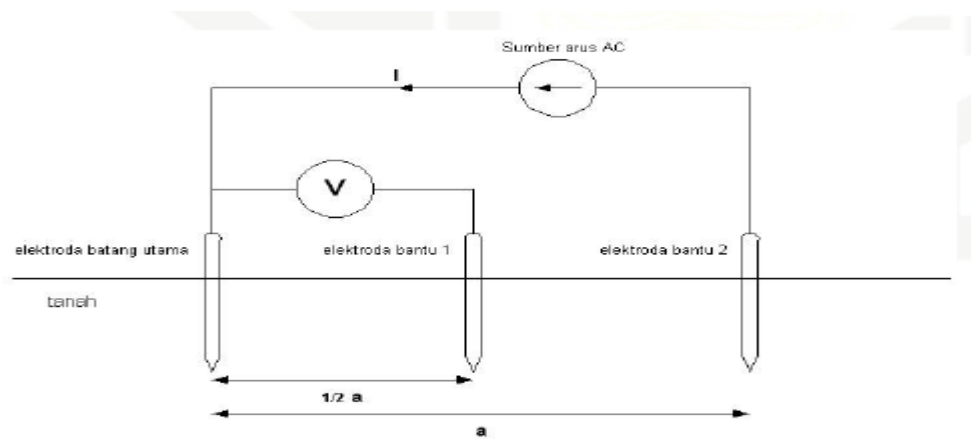 Sumber arus AC
I
V
elektroda batang utama
elektroda bantu 1
elektroda bantu 2
tanah
1/2 a
a